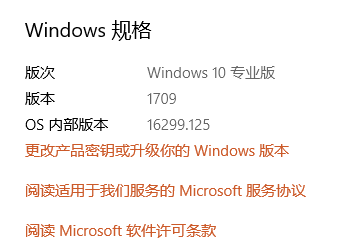 Windows 规格
版次 Windows 10 专业版
版本 1709
OS 内部版本 16299.125
更改产品密钥或升级你的 Windows 版本
阅读适用于我们服务的 Microsoft 服务协议
阅读 Microsoft 软件许可条款